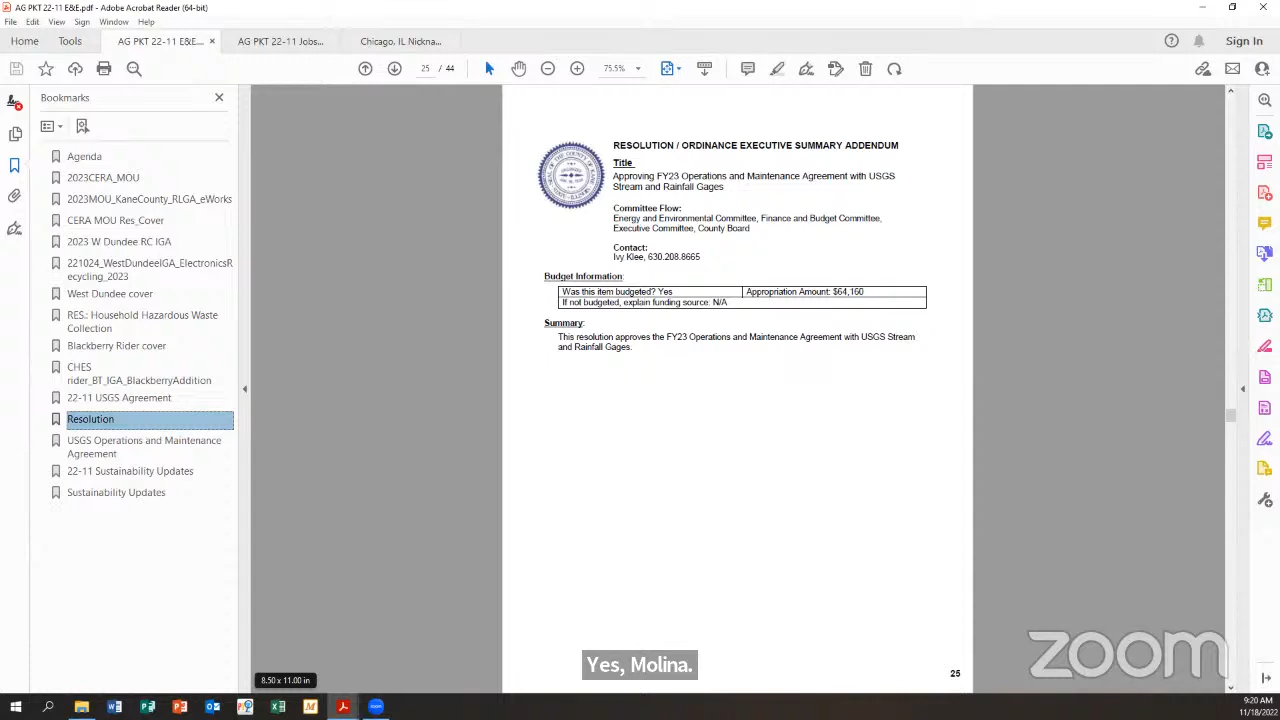 AG PKT 22-11 E&E.pdf - Adobe Acrobat Reader (64-bit)
File Edit View Sign Window Help
Home Tools AG PKT 22-11 E&E... × AG PKT 22-11 Jobs... Chicago, IL Nickna... Sign In
25 / 44 75.5%
Bookmarks
Agenda
2023CERA_MOU
2023MOU_KaneCounty_RLGA_eWorks
CERA MOU Res_Cover
2023 W Dundee RC IGA
221024_WestDundeeIGA_ElectronicsR
ecycling_2023
West Dundee cover
RES: Household Hazardous Waste
Collection
Blackberry Rider cover
CHES
rider_BT_IGA_BlackberryAddition
22-11 USGS Agreement
Resolution
USGS Operations and Maintenance
Agreement
22-11 Sustainability Updates
Sustainability Updates
RESOLUTION / ORDINANCE EXECUTIVE SUMMARY ADDENDUM
Title
Approving FY23 Operations and Maintenance Agreement with USGS
Stream and Rainfall Gages
Committee Flow:
Energy and Environmental Committee, Finance and Budget Committee,
Executive Committee, County Board
Contact:
Ivy Klee, 630.208.8665
Budget Information:
Was this item budgeted? Yes Appropriation Amount: $64,160
If not budgeted, explain funding source: N/A
Summary:
This resolution approves the FY23 Operations and Maintenance Agreement with USGS Stream
and Rainfall Gages.
25
8.50 x 11.00 in
Yes, Molina.
zoom
9:20 AM
11/18/2022